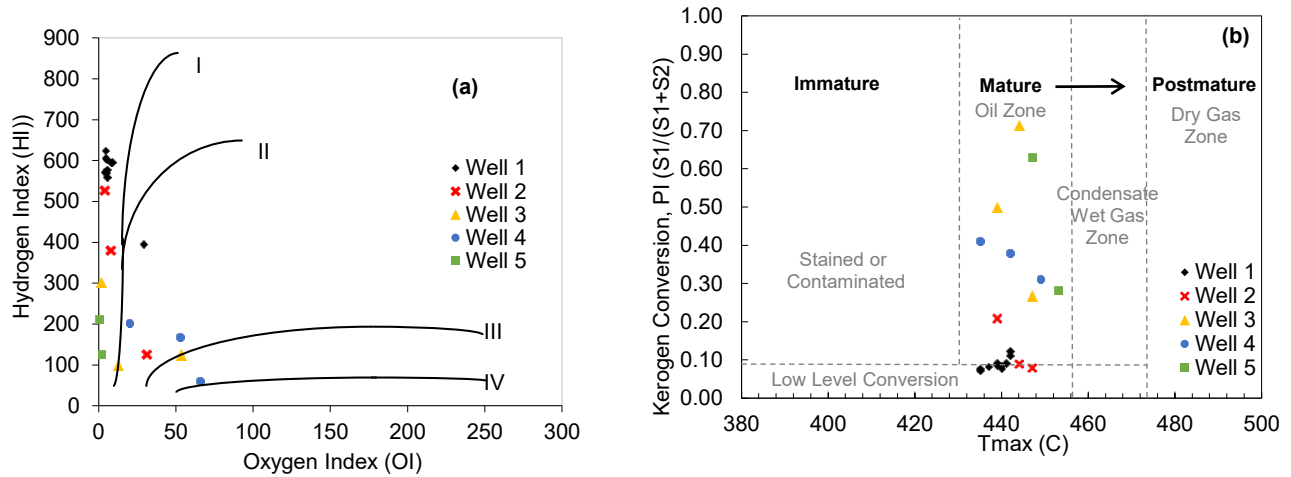 (a)
Hydrogen Index (HI))
900
800
700
600
500
400
300
200
100
0
I
II
III
IV
Well 1
Well 2
Well 3
Well 4
Well 5
0 50 100 150 200 250 300
Oxygen Index (OI)
(b)
Kerogen Conversion, PI (S1/(S1+S2)
1.00
0.90
0.80
0.70
0.60
0.50
0.40
0.30
0.20
0.10
0.00
Immature
Mature
Postmature
Oil Zone
Dry Gas
Zone
Condensate
Wet Gas
Zone
Stained or
Contaminated
Low Level Conversion
Well 1
Well 2
Well 3
Well 4
Well 5
380 400 420 440 460 480 500
Tmax (C)